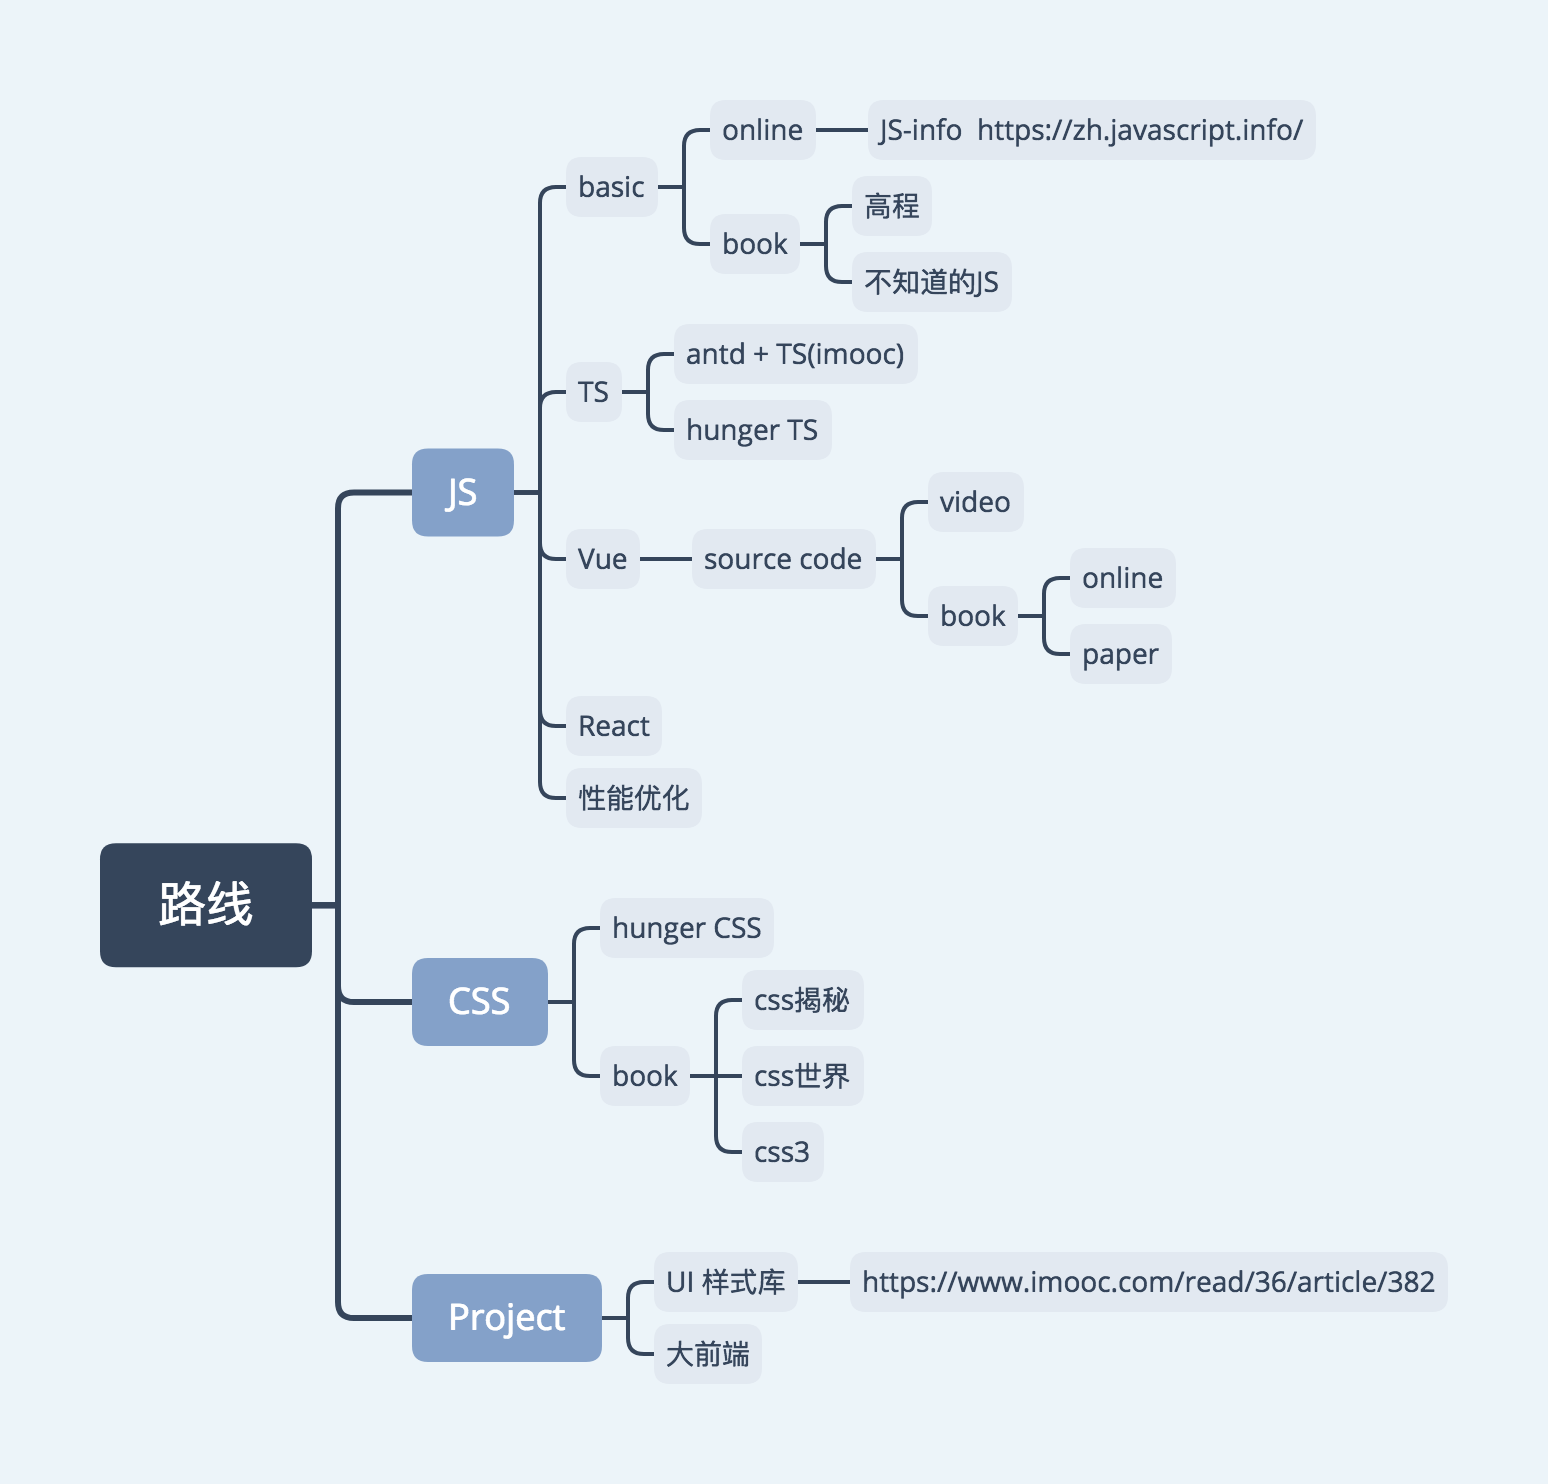 路线
JS
basic
online
JS-info  https://zh.javascript.info/
book
高程
不知道的JS
TS
antd + TS(imooc)
hunger TS
Vue
source code
video
book
online
paper
React
性能优化
CSS
hunger CSS
book
css揭秘
css世界
css3
Project
UI 样式库
https://www.imooc.com/read/36/article/382
大前端